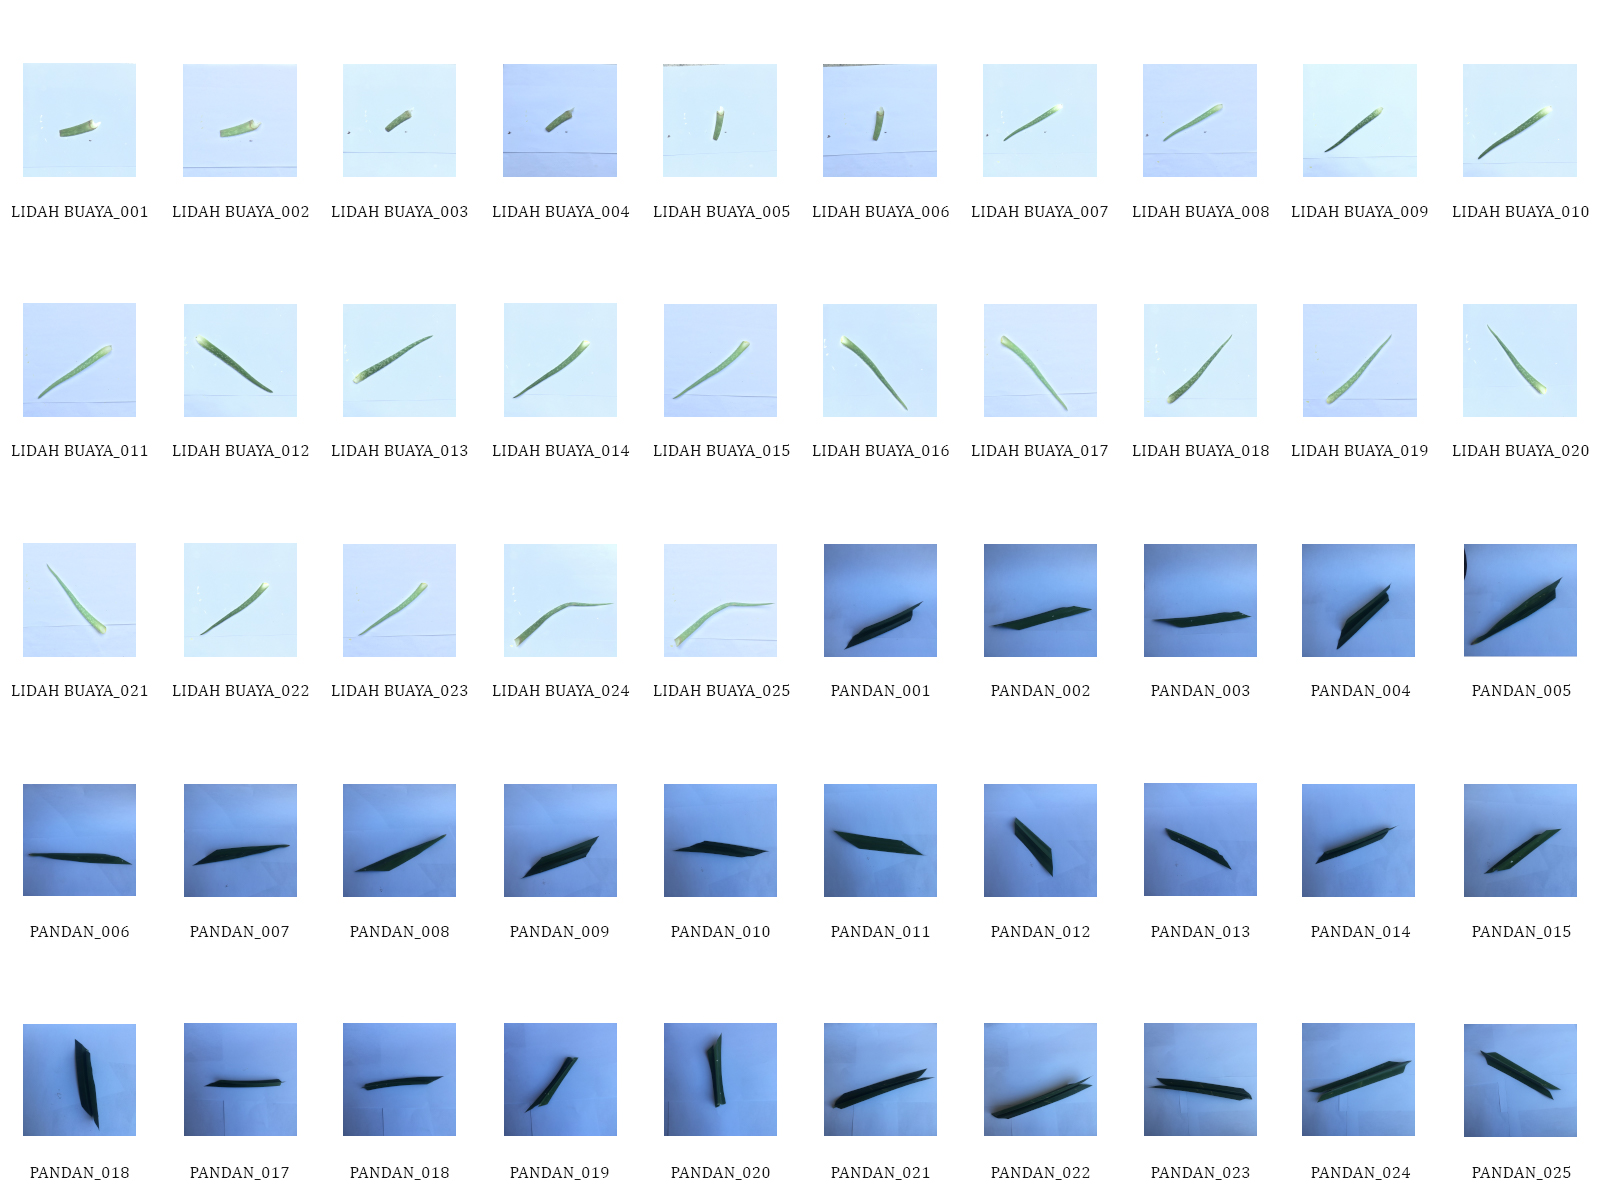 LIDAH BUAYA_001 LIDAH BUAYA_002 LIDAH BUAYA_003 LIDAH BUAYA_004 LIDAH BUAYA_005 LIDAH BUAYA_006 LIDAH BUAYA_007 LIDAH BUAYA_008 LIDAH BUAYA_009 LIDAH BUAYA_010
LIDAH BUAYA_011 LIDAH BUAYA_012 LIDAH BUAYA_013 LIDAH BUAYA_014 LIDAH BUAYA_015 LIDAH BUAYA_016 LIDAH BUAYA_017 LIDAH BUAYA_018 LIDAH BUAYA_019 LIDAH BUAYA_020
LIDAH BUAYA_021 LIDAH BUAYA_022 LIDAH BUAYA_023 LIDAH BUAYA_024 LIDAH BUAYA_025 PANDAN_001 PANDAN_002 PANDAN_003 PANDAN_004 PANDAN_005
PANDAN_006 PANDAN_007 PANDAN_008 PANDAN_009 PANDAN_010 PANDAN_011 PANDAN_012 PANDAN_013 PANDAN_014 PANDAN_015
PANDAN_018 PANDAN_017 PANDAN_018 PANDAN_019 PANDAN_020 PANDAN_021 PANDAN_022 PANDAN_023 PANDAN_024 PANDAN_025